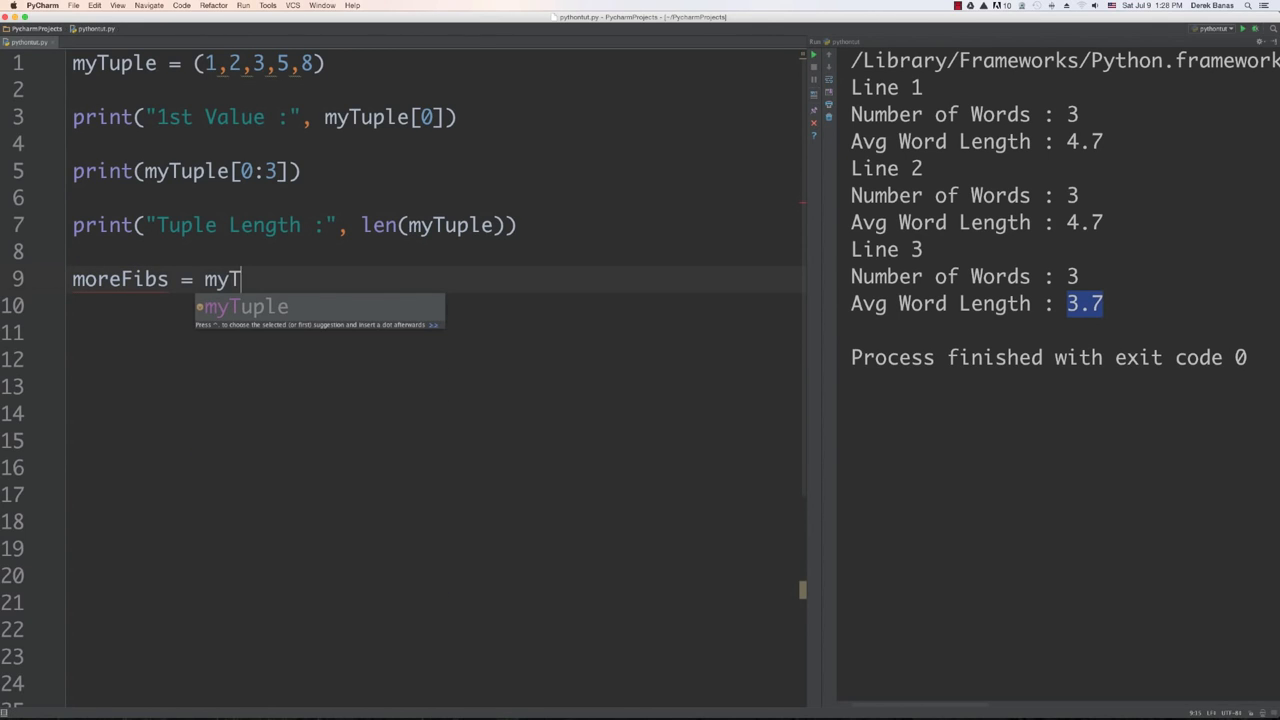 PyCharm File Edit View Navigate Code Refactor Run Tools VCS Window Help
10 Sat Jul 9 1:28 PM Derek Banas
pythontut.py - PycharmProjects - [~/PycharmProjects]
PycharmProjects pythontut.py pythontut
pythontut.py
Run pythontut
1 myTuple = (1,2,3,5,8)
2
3 print("1st Value :", myTuple[0])
4
5 print(myTuple[0:3])
6
7 print("Tuple Length :", len(myTuple))
8
9 moreFibs = myT
myTuple
Press ^. to choose the selected (or first) suggestion and insert a dot afterwards >>
10
11
12
13
14
15
16
17
18
19
20
21
22
23
24
25
/Library/Frameworks/Python.framework
Line 1
Number of Words : 3
Avg Word Length : 4.7
Line 2
Number of Words : 3
Avg Word Length : 4.7
Line 3
Number of Words : 3
Avg Word Length : 3.7
Process finished with exit code 0
9:15 LF÷ UTF-8÷